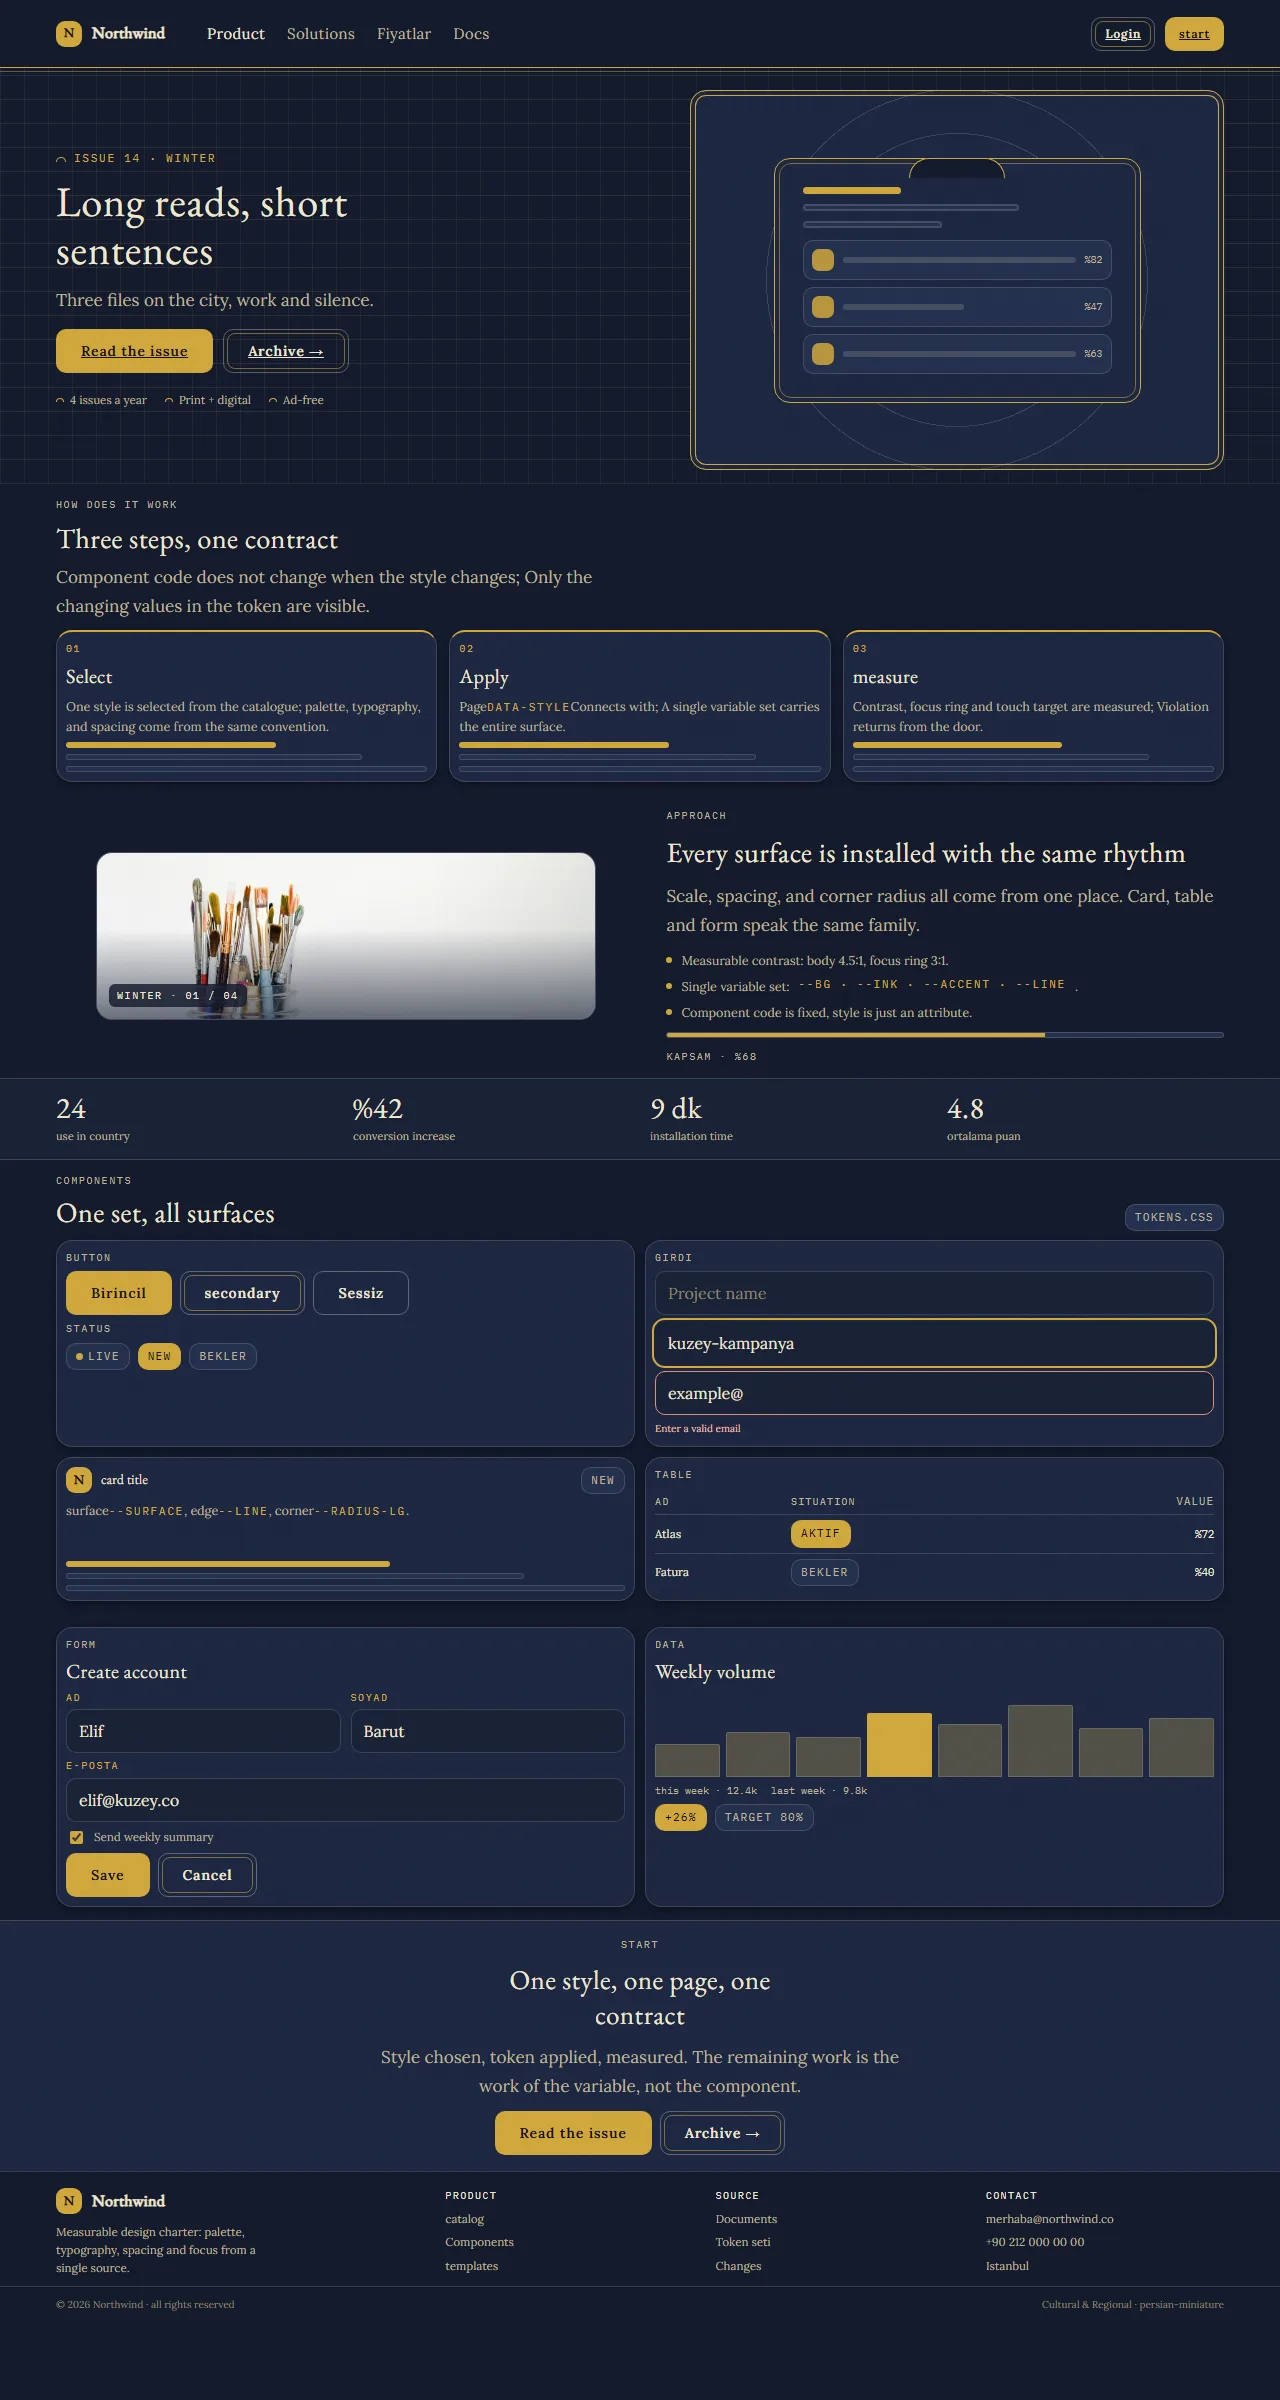 N Northwind Product Solutions Fiyatlar Docs Login start
ISSUE 14 · WINTER
Long reads, short
sentences
Three files on the city, work and silence.
Read the issue Archive →
4 issues a year Print + digital Ad-free
%82
%47
%63
HOW DOES IT WORK
Three steps, one contract
Component code does not change when the style changes; Only the
changing values in the token are visible.
01
Select
One style is selected from the catalogue; palette, typography,
and spacing come from the same convention.
02
Apply
PageDATA-STYLEConnects with; A single variable set carries
the entire surface.
03
measure
Contrast, focus ring and touch target are measured; Violation
returns from the door.
WINTER · 01 / 04
APPROACH
Every surface is installed with the same rhythm
Scale, spacing, and corner radius all come from one place. Card, table
and form speak the same family.
Measurable contrast: body 4.5:1, focus ring 3:1.
Single variable set: --BG · --INK · --ACCENT · --LINE .
Component code is fixed, style is just an attribute.
KAPSAM · %68
24
use in country
%42
conversion increase
9 dk
installation time
4.8
ortalama puan
COMPONENTS
One set, all surfaces
TOKENS.CSS
BUTTON
Birincil secondary Sessiz
STATUS
LIVE NEW BEKLER
GIRDI
Project name
kuzey-kampanya
example@
Enter a valid email
N card title NEW
surface--SURFACE, edge--LINE, corner--RADIUS-LG.
TABLE
AD SITUATION VALUE
Atlas AKTIF %72
Fatura BEKLER %40
FORM
Create account
AD SOYAD
Elif Barut
E-POSTA
elif@kuzey.co
Send weekly summary
Save Cancel
DATA
Weekly volume
this week · 12.4k last week · 9.8k
+26% TARGET 80%
START
One style, one page, one
contract
Style chosen, token applied, measured. The remaining work is the
work of the variable, not the component.
Read the issue Archive →
N Northwind
Measurable design charter: palette,
typography, spacing and focus from a
single source.
PRODUCT
catalog
Components
templates
SOURCE
Documents
Token seti
Changes
CONTACT
merhaba@northwind.co
+90 212 000 00 00
Istanbul
© 2026 Northwind · all rights reserved
Cultural & Regional · persian-miniature